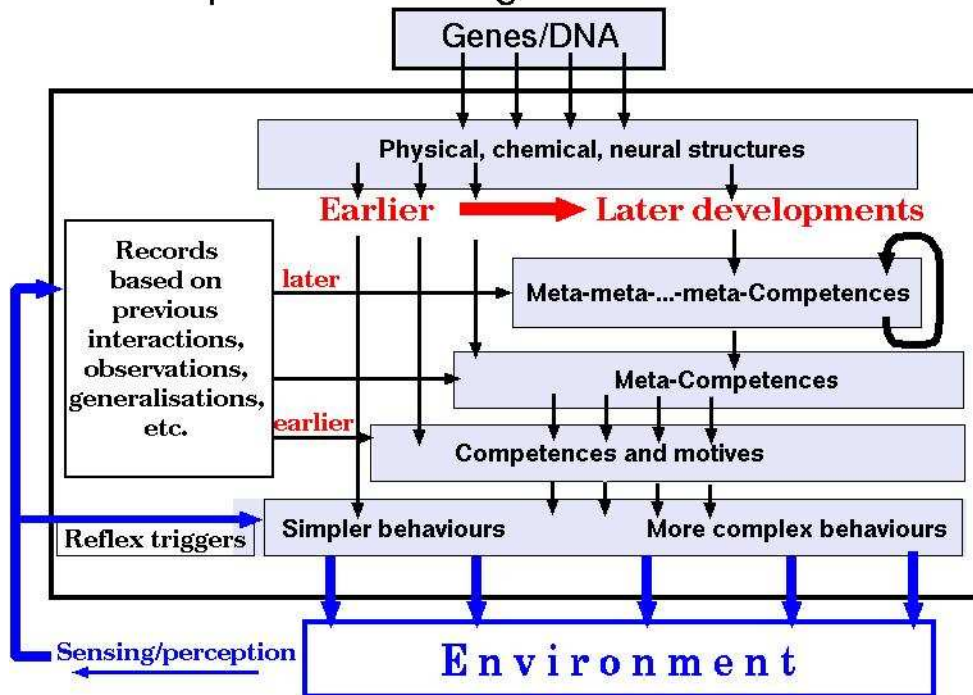 Genes/DNA
Physical, chemical, neural structures
Earlier
Later developments
Records
based on
previous
interactions,
observations,
generalisations,
etc.
later
earlier
Meta-meta-...-meta-Competences
Meta-Competences
Competences and motives
Simpler behaviours
More complex behaviours
Reflex triggers
Sensing/perception
Environment